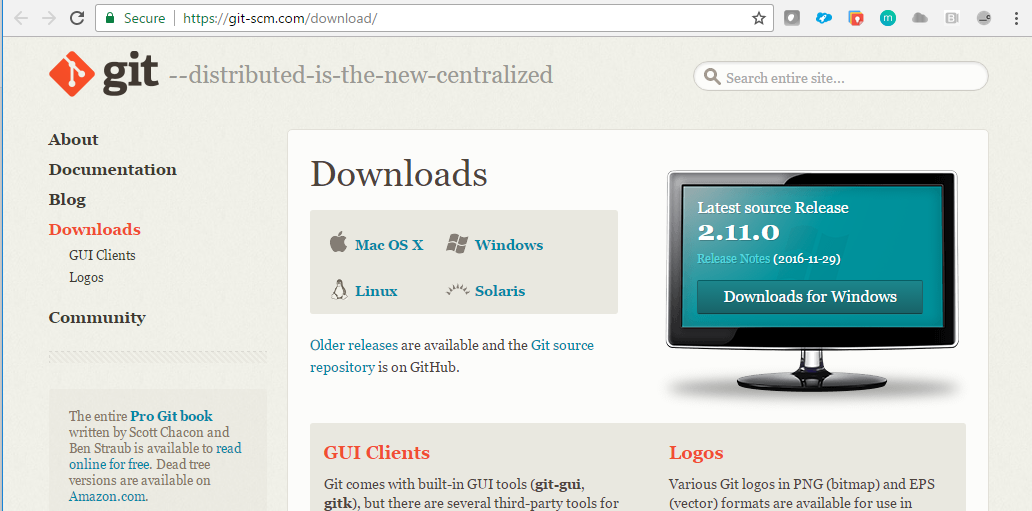 Secure https://git-scm.com/download/
git --distributed-is-the-new-centralized
Search entire site...
About
Documentation
Blog
Downloads
GUI Clients
Logos
Community
The entire Pro Git book
written by Scott Chacon and
Ben Straub is available to read
online for free. Dead tree
versions are available on
Amazon.com.
Downloads
Mac OS X Windows
Linux Solaris
Older releases are available and the Git source
repository is on GitHub.
Latest source Release
2.11.0
Release Notes (2016-11-29)
Downloads for Windows
GUI Clients
Git comes with built-in GUI tools (git-gui,
gitk), but there are several third-party tools for
Logos
Various Git logos in PNG (bitmap) and EPS
(vector) formats are available for use in